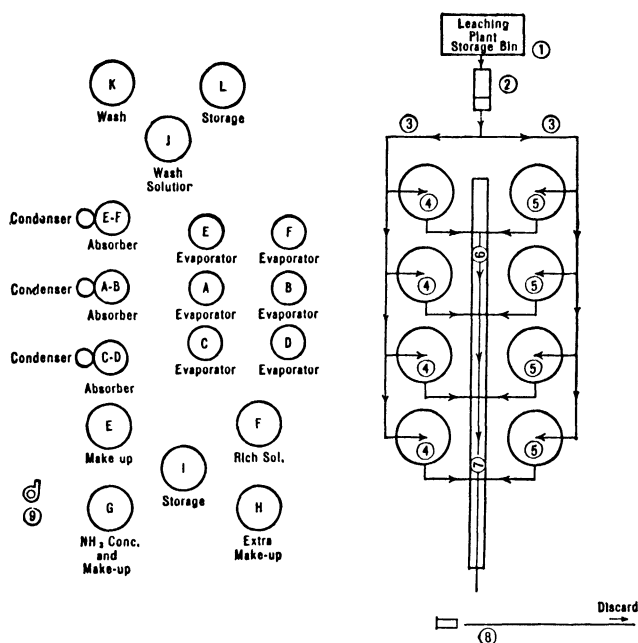 K
Wash
L
Storage
J
Wash
Solution
Condenser
E-F
Absorber
E
Evaporator
F
Evaporator
Condenser
A-B
Absorber
A
Evaporator
B
Evaporator
Condenser
C-D
Absorber
C
Evaporator
D
Evaporator
E
Make up
F
Rich Sol.
I
Storage
9
G
NH3 Conc.
and
Make-up
H
Extra
Make-up
Leaching
Plant
Storage Bin
1
2
3
3
4
5
6
4
5
4
5
4
5
7
Discard
8